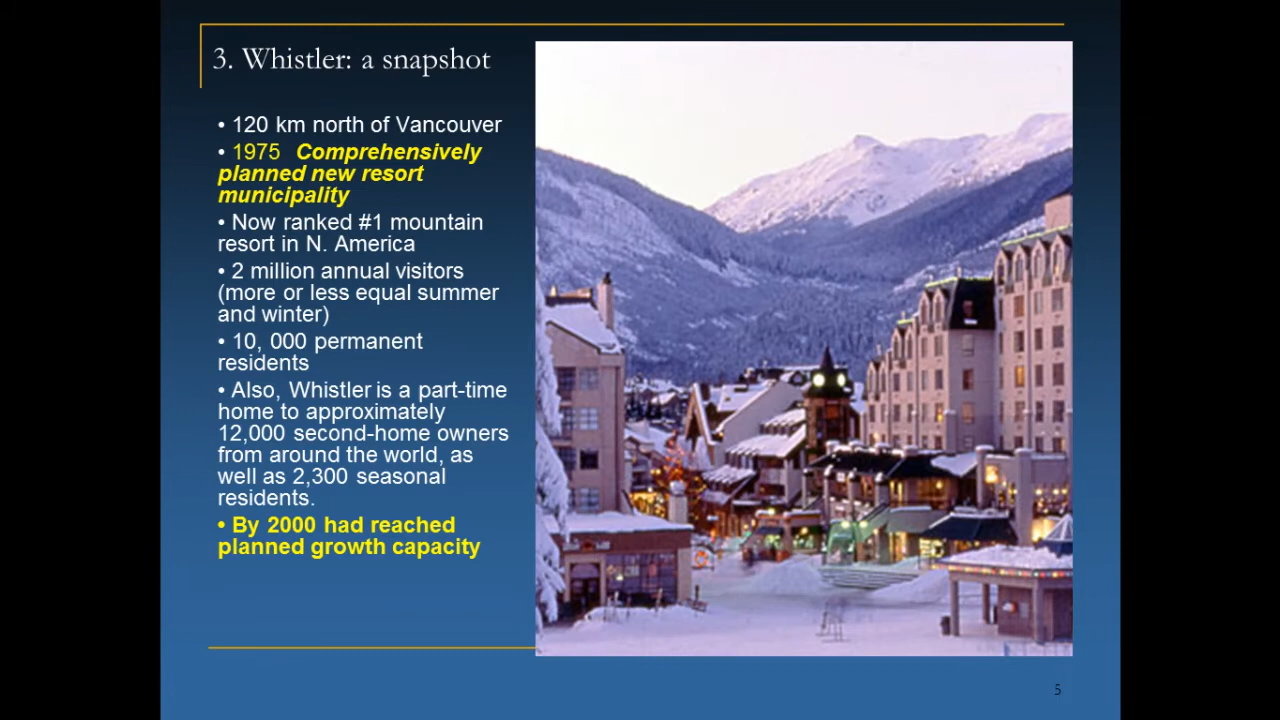 3. Whistler: a snapshot
• 120 km north of Vancouver
• 1975  Comprehensively
planned new resort
municipality
• Now ranked #1 mountain
resort in N. America
• 2 million annual visitors
(more or less equal summer
and winter)
• 10, 000 permanent
residents
• Also, Whistler is a part-time
home to approximately
12,000 second-home owners
from around the world, as
well as 2,300 seasonal
residents.
• By 2000 had reached
planned growth capacity
5